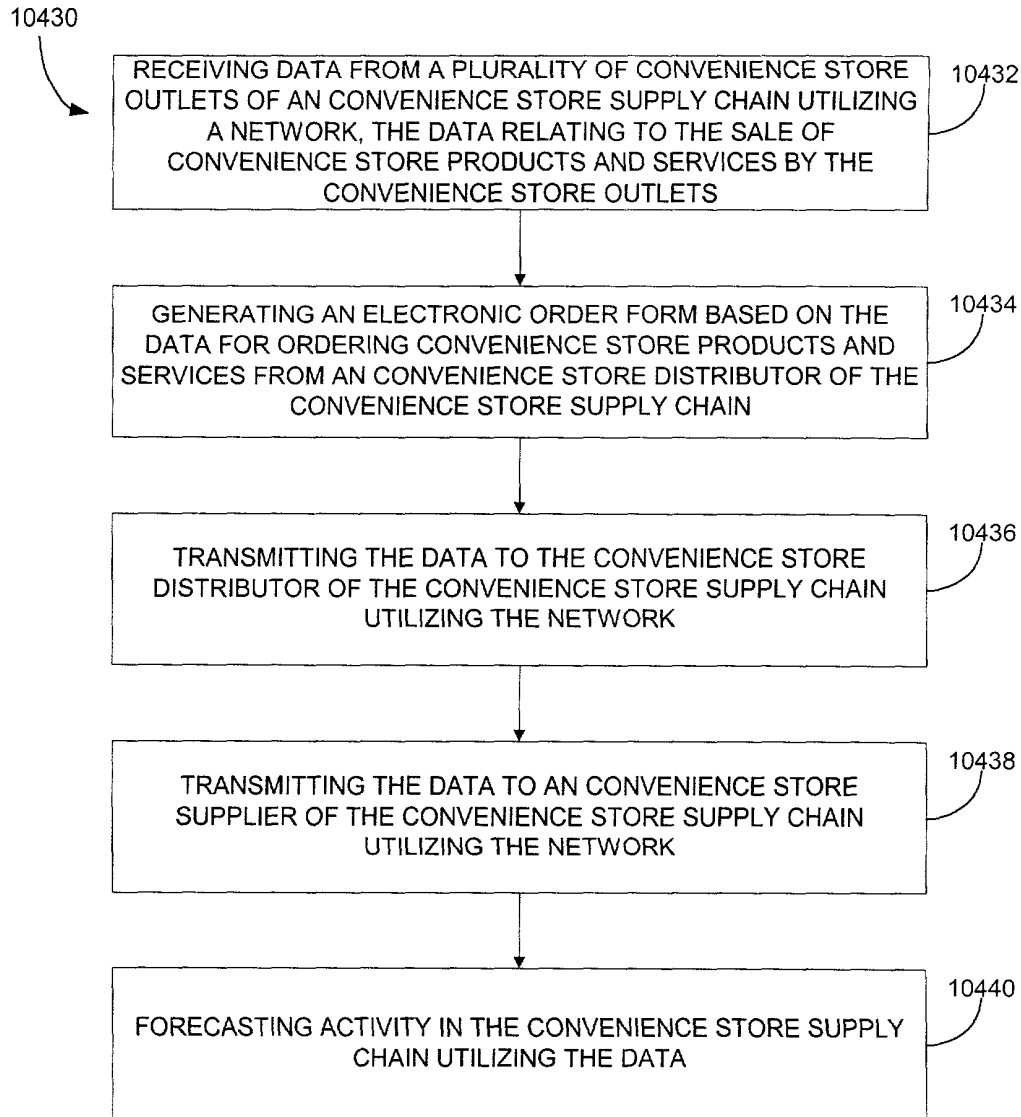 10430
RECEIVING DATA FROM A PLURALITY OF CONVENIENCE STORE
OUTLETS OF AN CONVENIENCE STORE SUPPLY CHAIN UTILIZING
A NETWORK, THE DATA RELATING TO THE SALE OF
CONVENIENCE STORE PRODUCTS AND SERVICES BY THE
CONVENIENCE STORE OUTLETS
10432
GENERATING AN ELECTRONIC ORDER FORM BASED ON THE
DATA FOR ORDERING CONVENIENCE STORE PRODUCTS AND
SERVICES FROM AN CONVENIENCE STORE DISTRIBUTOR OF THE
CONVENIENCE STORE SUPPLY CHAIN
10434
TRANSMITTING THE DATA TO THE CONVENIENCE STORE
DISTRIBUTOR OF THE CONVENIENCE STORE SUPPLY CHAIN
UTILIZING THE NETWORK
10436
TRANSMITTING THE DATA TO AN CONVENIENCE STORE
SUPPLIER OF THE CONVENIENCE STORE SUPPLY CHAIN
UTILIZING THE NETWORK
10438
FORECASTING ACTIVITY IN THE CONVENIENCE STORE SUPPLY
CHAIN UTILIZING THE DATA
10440